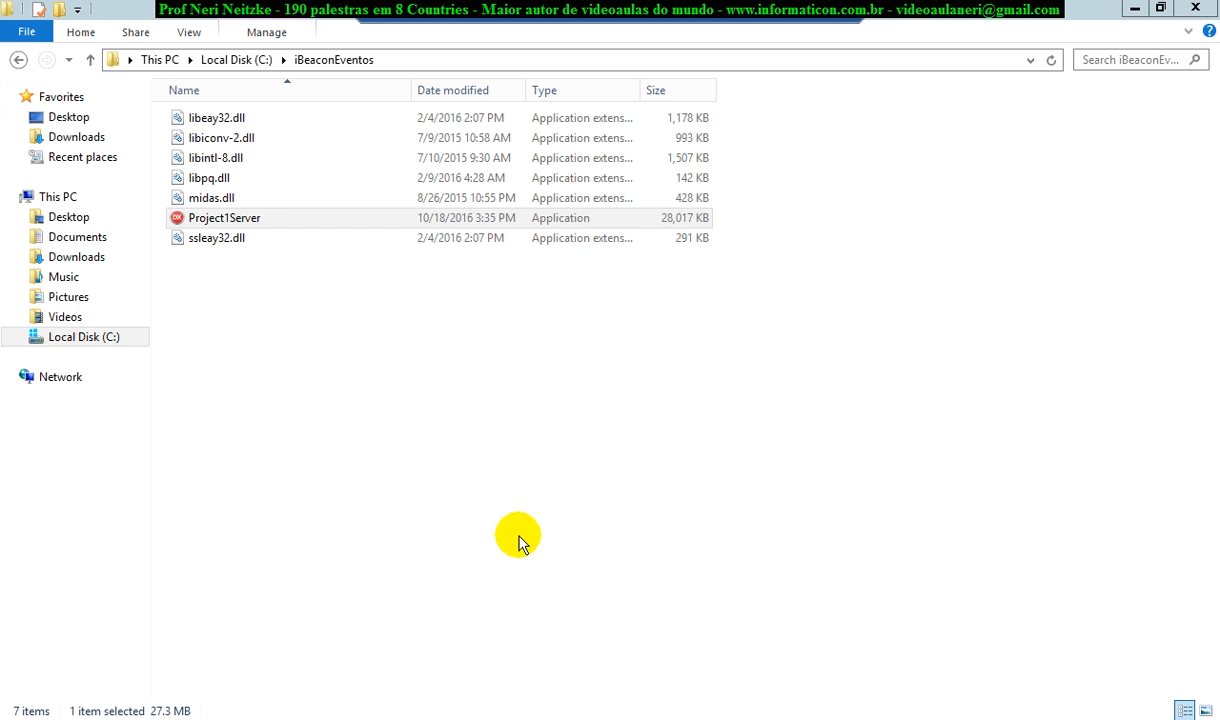 Prof Neri Neitzke - 190 palestras em 8 Countries - Maior autor de videoaulas do mundo - www.informaticon.com.br - videoaulaneri@gmail.com
File Home Share View Manage
This PC Local Disk (C:) iBeaconEventos
Search iBeaconEv...
Favorites
Desktop
Downloads
Recent places
This PC
Desktop
Documents
Downloads
Music
Pictures
Videos
Local Disk (C:)
Network
Name Date modified Type Size
libeay32.dll 2/4/2016 2:07 PM Application extens... 1,178 KB
libiconv-2.dll 7/9/2015 10:58 AM Application extens... 993 KB
libintl-8.dll 7/10/2015 9:30 AM Application extens... 1,507 KB
libpq.dll 2/9/2016 4:28 AM Application extens... 142 KB
midas.dll 8/26/2015 10:55 PM Application extens... 428 KB
DX Project1Server 10/18/2016 3:35 PM Application 28,017 KB
ssleay32.dll 2/4/2016 2:07 PM Application extens... 291 KB
7 items 1 item selected 27.3 MB